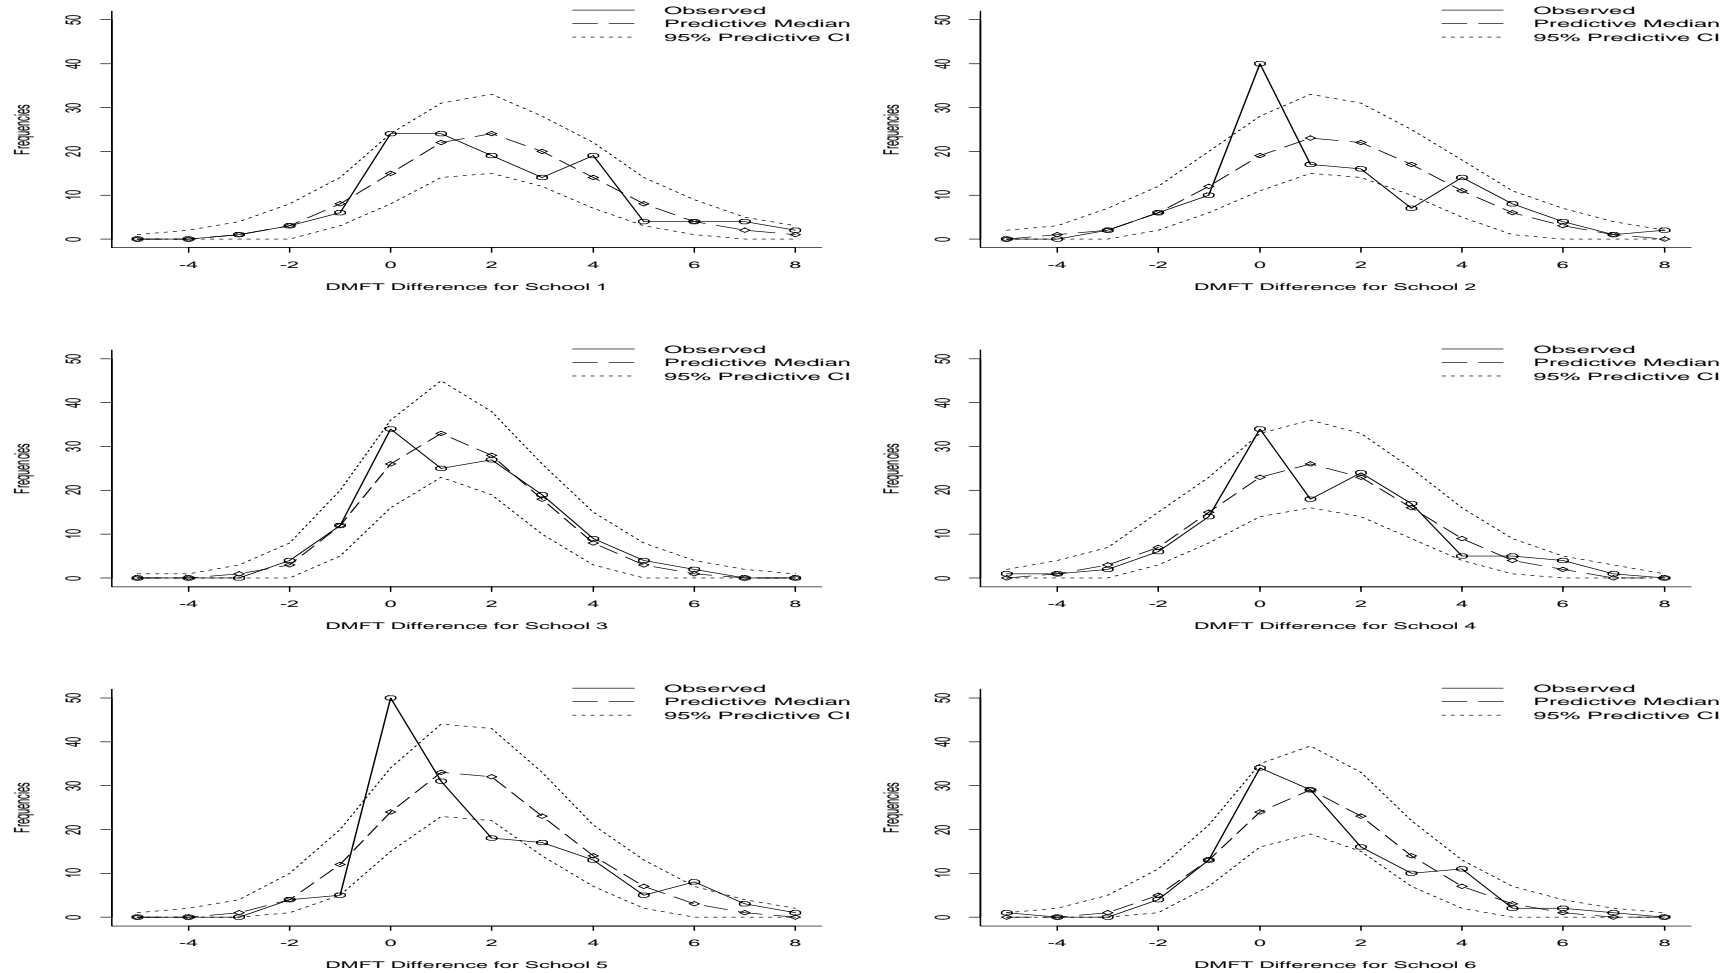 Observed
Predictive Median
95% Predictive CI
Frequencies
50
40
30
20
10
0
-4 -2 0 2 4 6 8
DMFT Difference for School 1
Observed
Predictive Median
95% Predictive CI
Frequencies
50
40
30
20
10
0
-4 -2 0 2 4 6 8
DMFT Difference for School 2
Observed
Predictive Median
95% Predictive CI
Frequencies
50
40
30
20
10
0
-4 -2 0 2 4 6 8
DMFT Difference for School 3
Observed
Predictive Median
95% Predictive CI
Frequencies
50
40
30
20
10
0
-4 -2 0 2 4 6 8
DMFT Difference for School 4
Observed
Predictive Median
95% Predictive CI
Frequencies
50
40
30
20
10
0
-4 -2 0 2 4 6 8
DMFT Difference for School 5
Observed
Predictive Median
95% Predictive CI
Frequencies
50
40
30
20
10
0
-4 -2 0 2 4 6 8
DMFT Difference for School 6